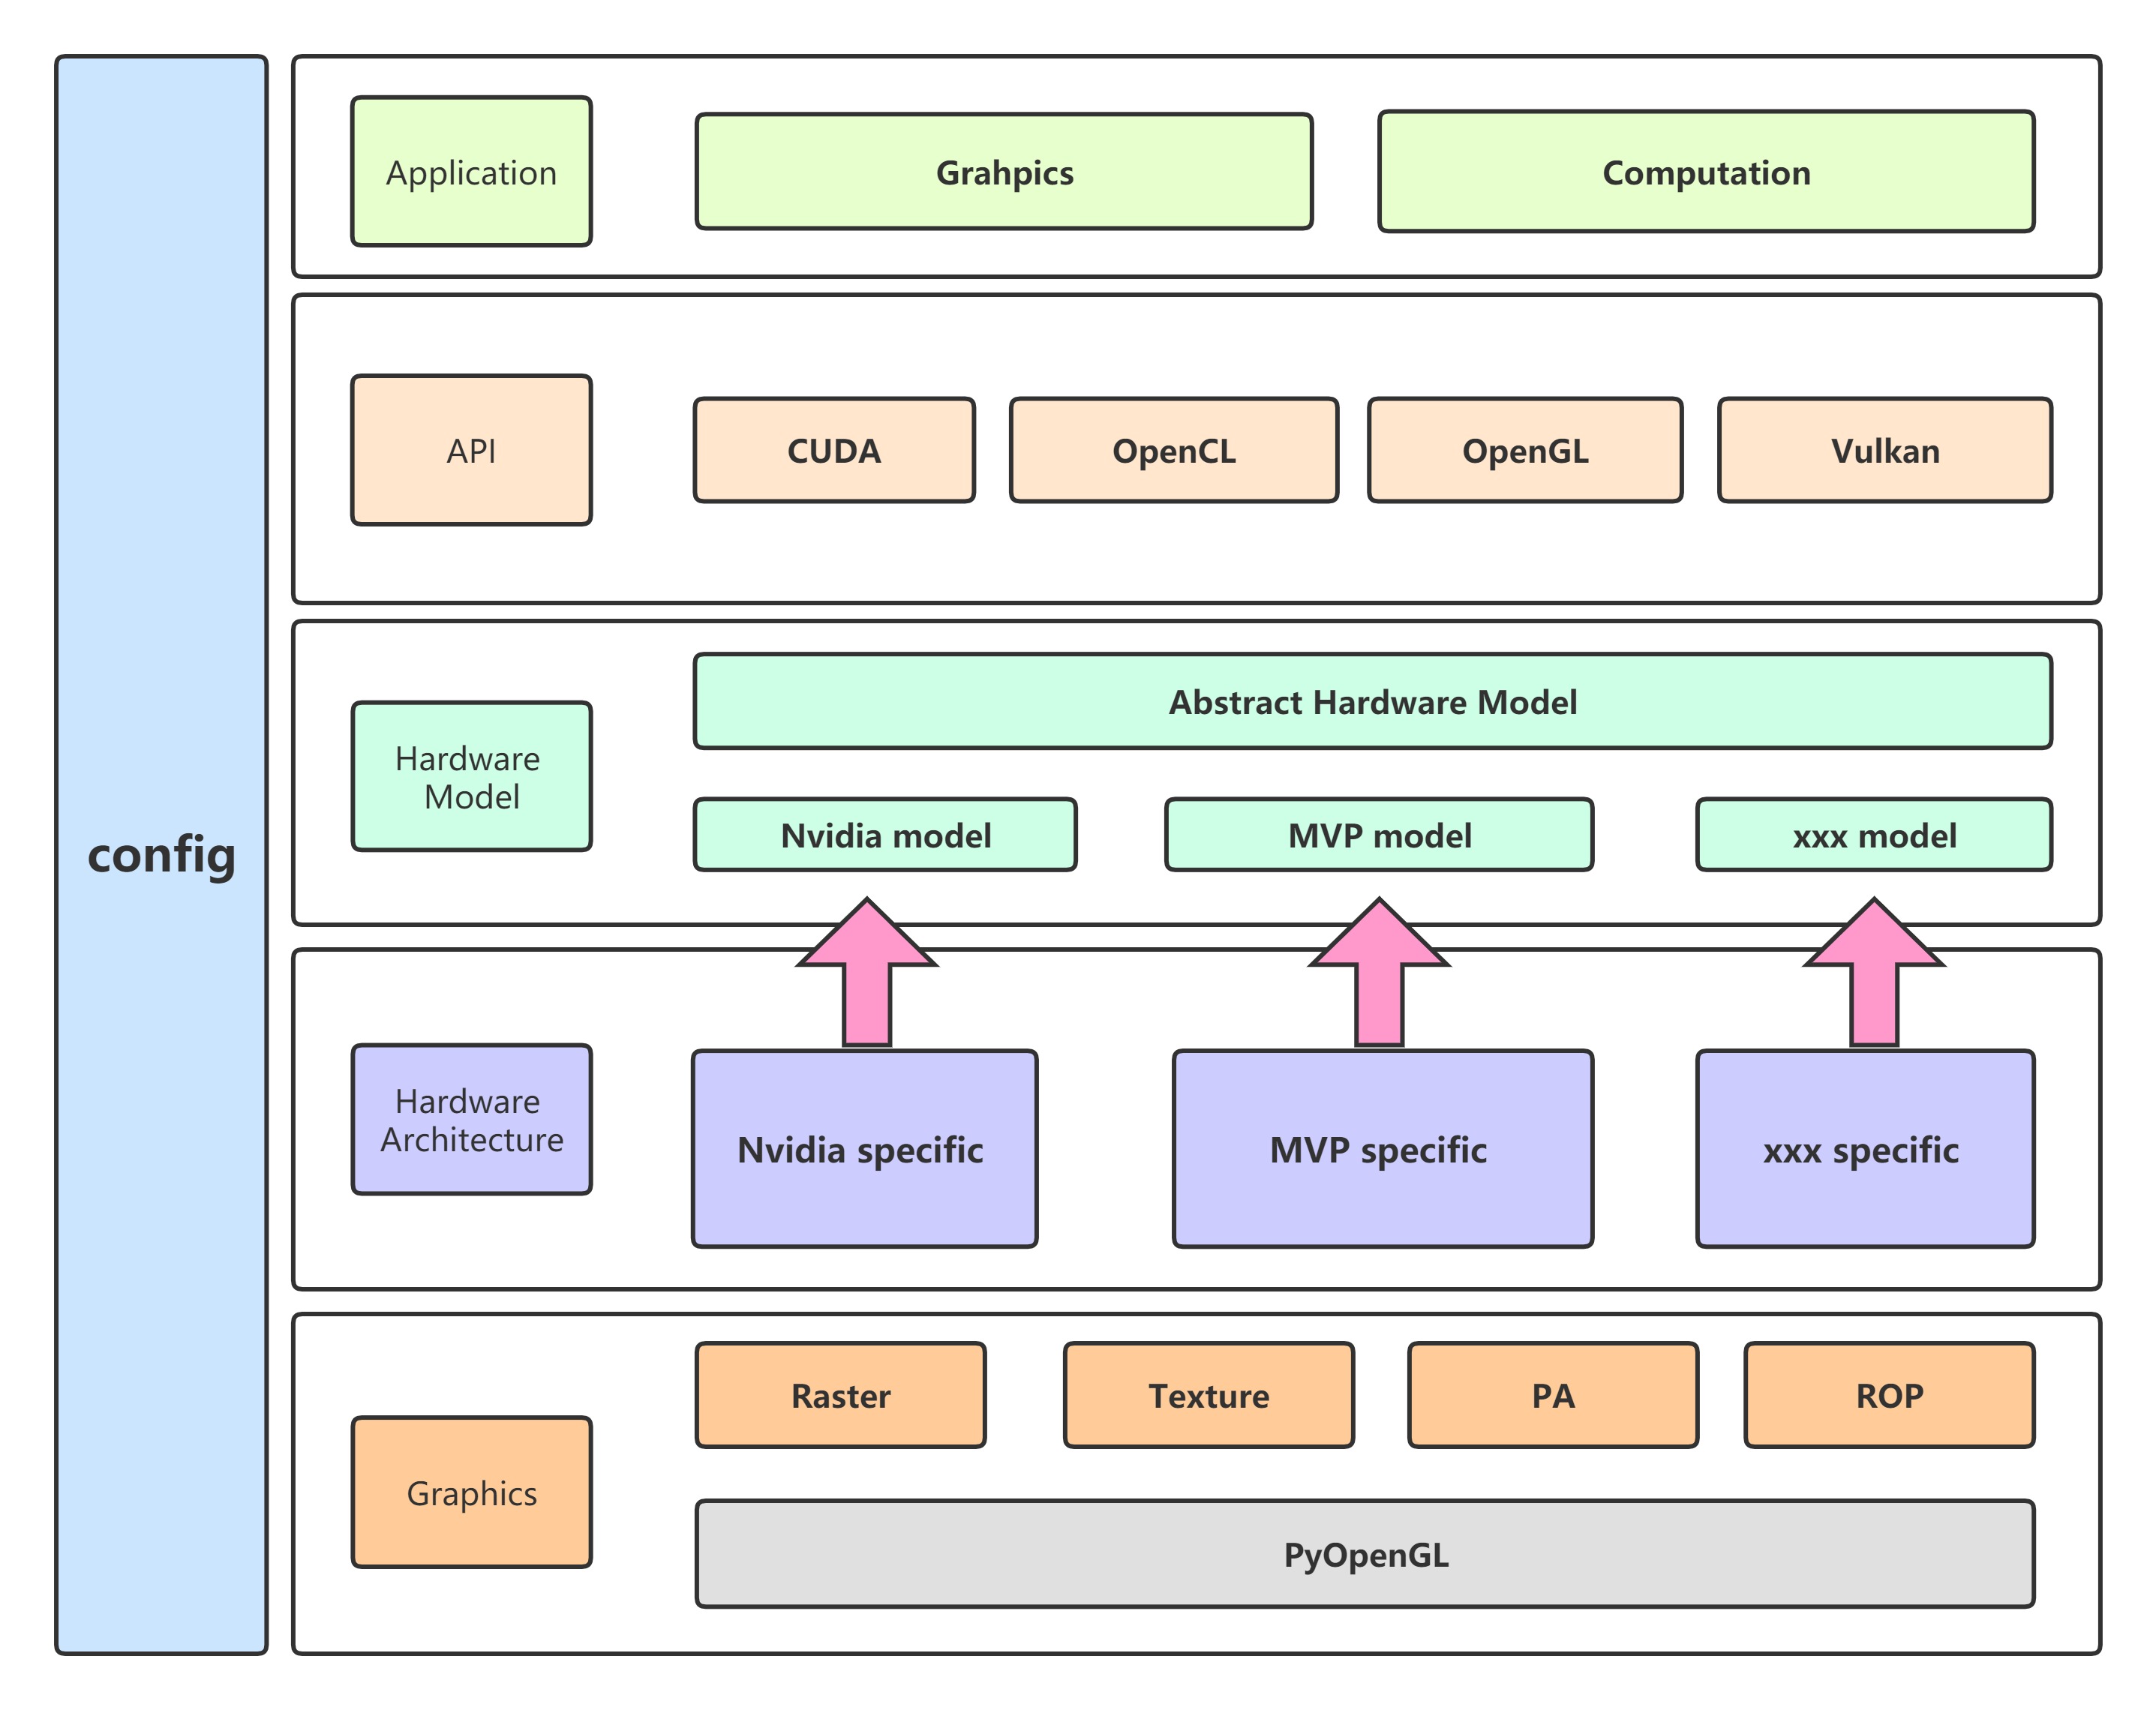 config
Application
Grahpics
Computation
API
CUDA
OpenCL
OpenGL
Vulkan
Hardware
Model
Abstract Hardware Model
Nvidia model
MVP model
xxx model
Hardware
Architecture
Nvidia specific
MVP specific
xxx specific
Graphics
Raster
Texture
PA
ROP
PyOpenGL